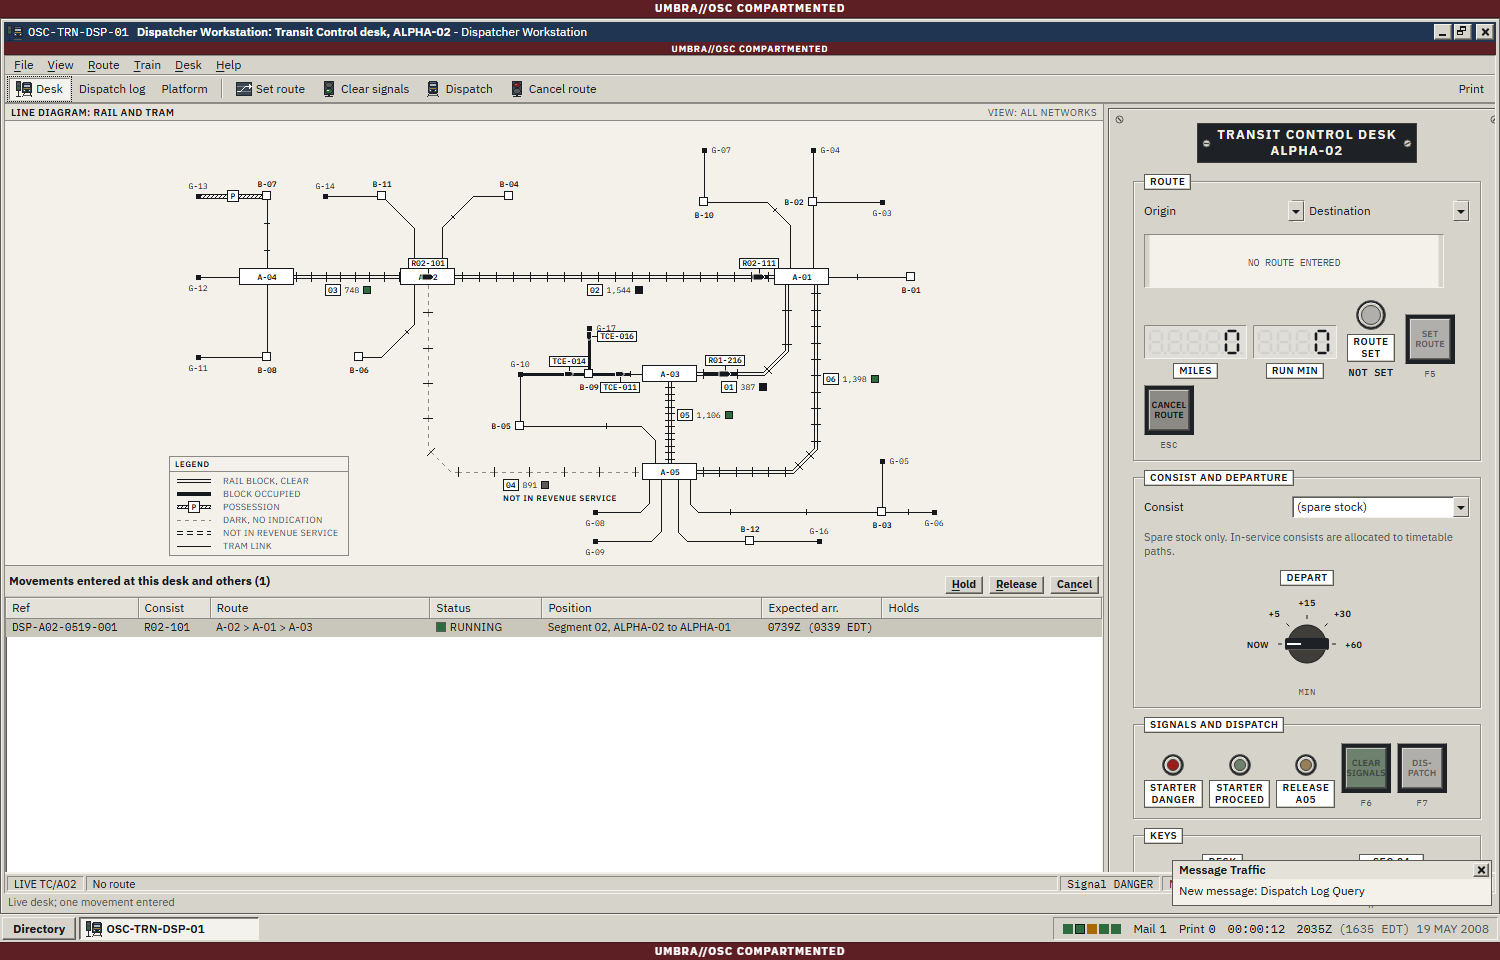 UMBRA//OSC COMPARTMENTED
OSC-TRN-DSP-01 Dispatcher Workstation: Transit Control desk, ALPHA-02 - Dispatcher Workstation
UMBRA//OSC COMPARTMENTED
File View Route Train Desk Help
Desk Dispatch log Platform Set route Clear signals Dispatch Cancel route Print
LINE DIAGRAM: RAIL AND TRAM VIEW: ALL NETWORKS
G-07 G-04
G-13 P B-07 G-14 B-11 B-04
B-10 B-02 G-03
R02-101 R02-111
A-04 A-01
G-12 B-01
03 748 02 1,544
G-17
TCE-016
G-10 TCE-014 R01-216
G-11 B-08 B-06
A-03
B-09 TCE-011 01 387 06 1,398
05 1,106
B-05
A-05
04 891
NOT IN REVENUE SERVICE
G-05
G-08 B-12 G-16 B-03 G-06
G-09
LEGEND
RAIL BLOCK, CLEAR
BLOCK OCCUPIED
P POSSESSION
DARK, NO INDICATION
NOT IN REVENUE SERVICE
TRAM LINK
Movements entered at this desk and others (1) Hold Release Cancel
Ref Consist Route Status Position Expected arr. Holds
DSP-A02-0519-001 R02-101 A-02 > A-01 > A-03 RUNNING Segment 02, ALPHA-02 to ALPHA-01 0739Z (0339 EDT)
TRANSIT CONTROL DESK
ALPHA-02
ROUTE
Origin Destination
NO ROUTE ENTERED
0 0
MILES RUN MIN
ROUTE
SET
NOT SET
SET
ROUTE
F5
CANCEL
ROUTE
ESC
CONSIST AND DEPARTURE
Consist (spare stock)
Spare stock only. In-service consists are allocated to timetable
paths.
DEPART
+15
+5 +30
NOW +60
MIN
SIGNALS AND DISPATCH
STARTER
DANGER
STARTER
PROCEED
RELEASE
A05
CLEAR
SIGNALS
F6
DIS-
PATCH
F7
KEYS
Message Traffic
New message: Dispatch Log Query
LIVE TC/A02 No route Signal DANGER
Live desk; one movement entered
Directory OSC-TRN-DSP-01 Mail 1 Print 0 00:00:12 2035Z (1635 EDT) 19 MAY 2008
UMBRA//OSC COMPARTMENTED